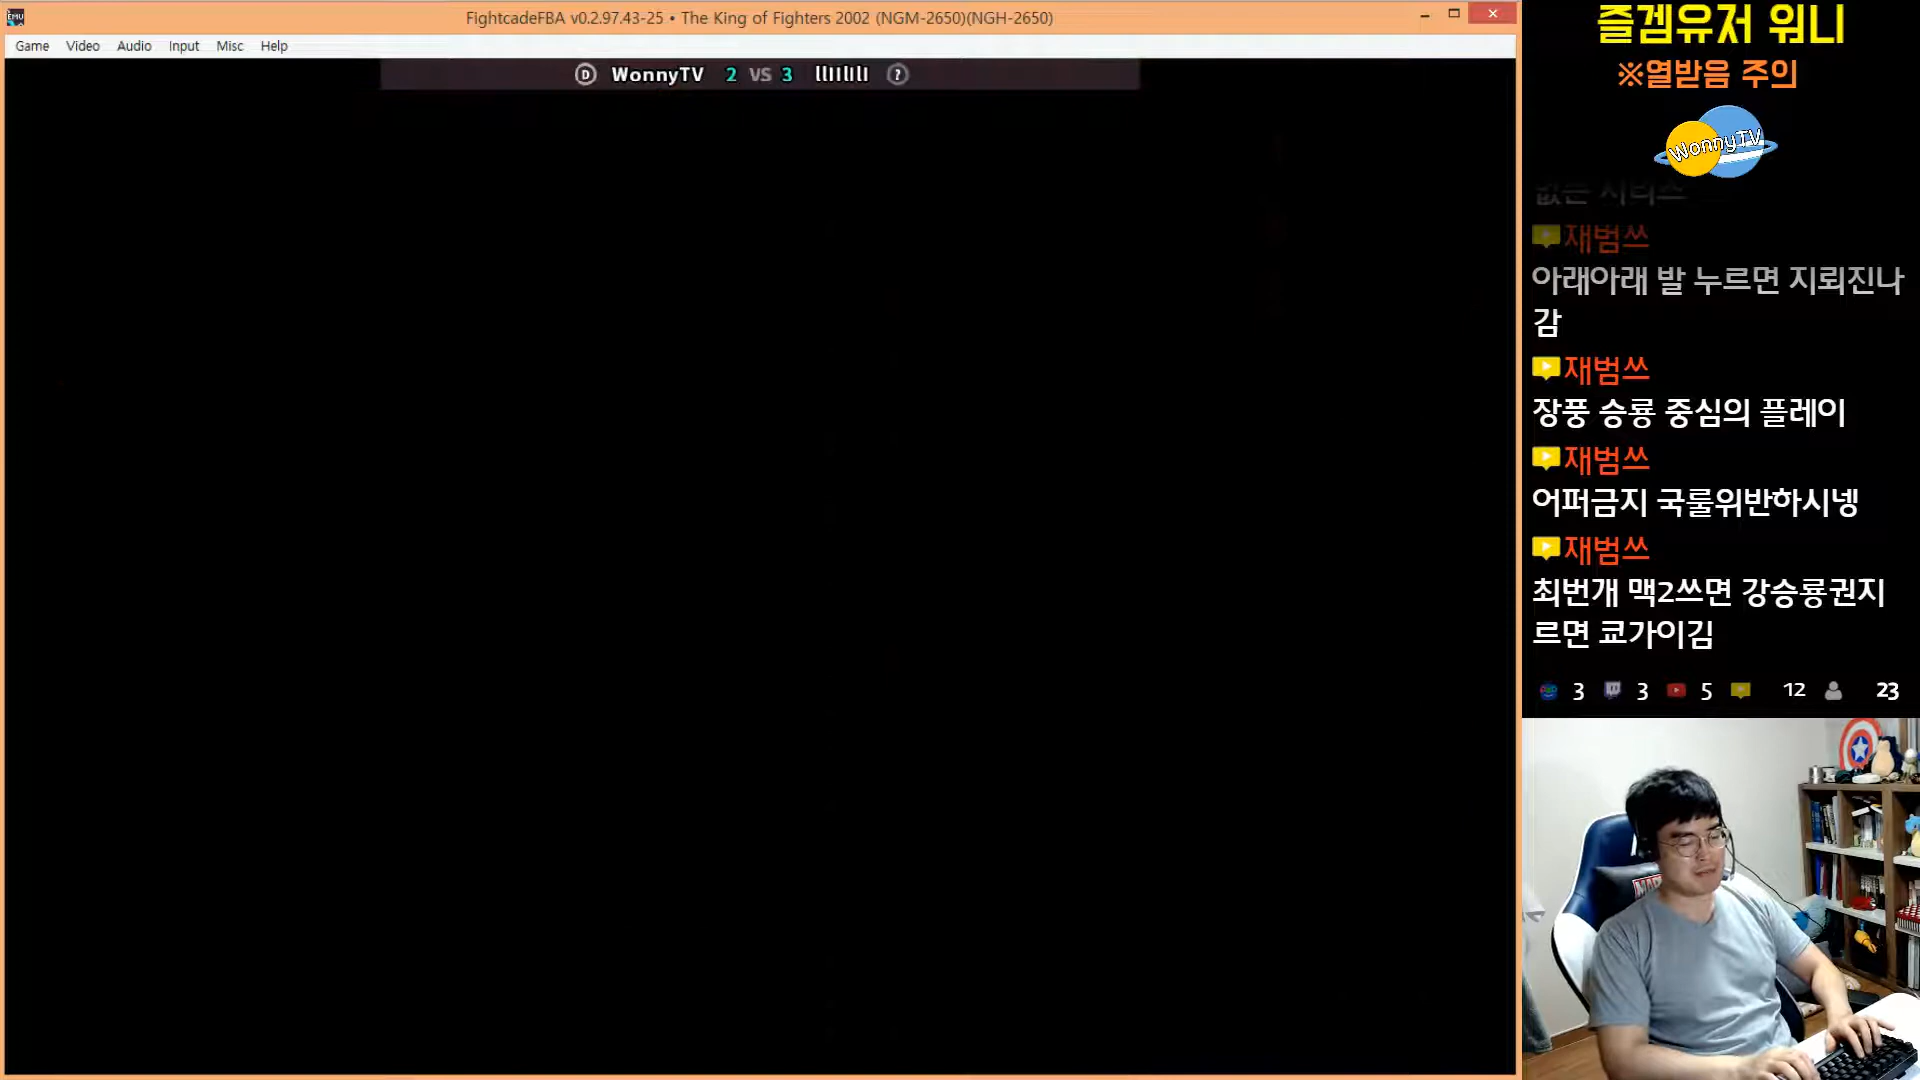 FightcadeFBA v0.2.97.43-25 • The King of Fighters 2002 (NGM-2650)(NGH-2650)
Game Video Audio Input Misc Help
D WonnyTV 2 VS 3 ?
즐겜유저 워니
※열받음 주의
WonnyTV
없는 시리즈
재범쓰
아래아래 발 누르면 지뢰진나
감
재범쓰
장풍 승룡 중심의 플레이
재범쓰
어퍼금지 국룰위반하시넹
재범쓰
최번개 맥2쓰면 강승룡권지
르면 쿄가이김
3 3 5 12 23